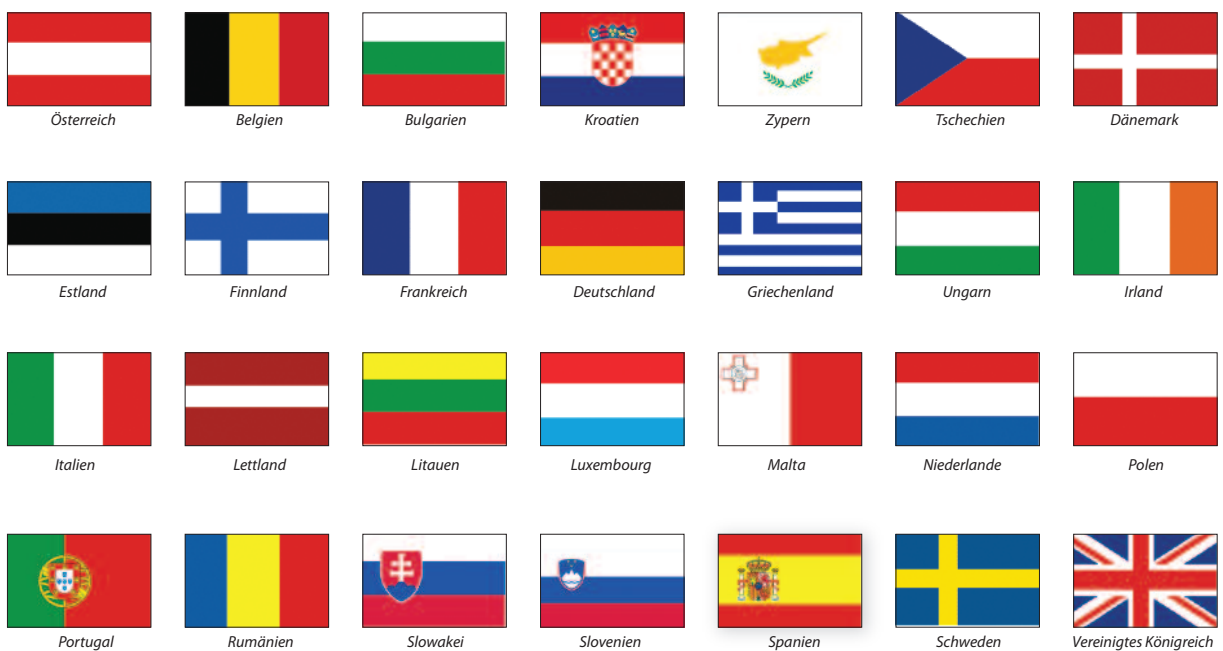 Österreich
Belgien
Bulgarien
Kroatien
Zypern
Tschechien
Dänemark
Estland
Finnland
Frankreich
Deutschland
Griechenland
Ungarn
Irland
Italien
Lettland
Litauen
Luxembourg
Malta
Niederlande
Polen
Portugal
Rumänien
Slowakei
Slovenien
Spanien
Schweden
Vereinigtes Königreich